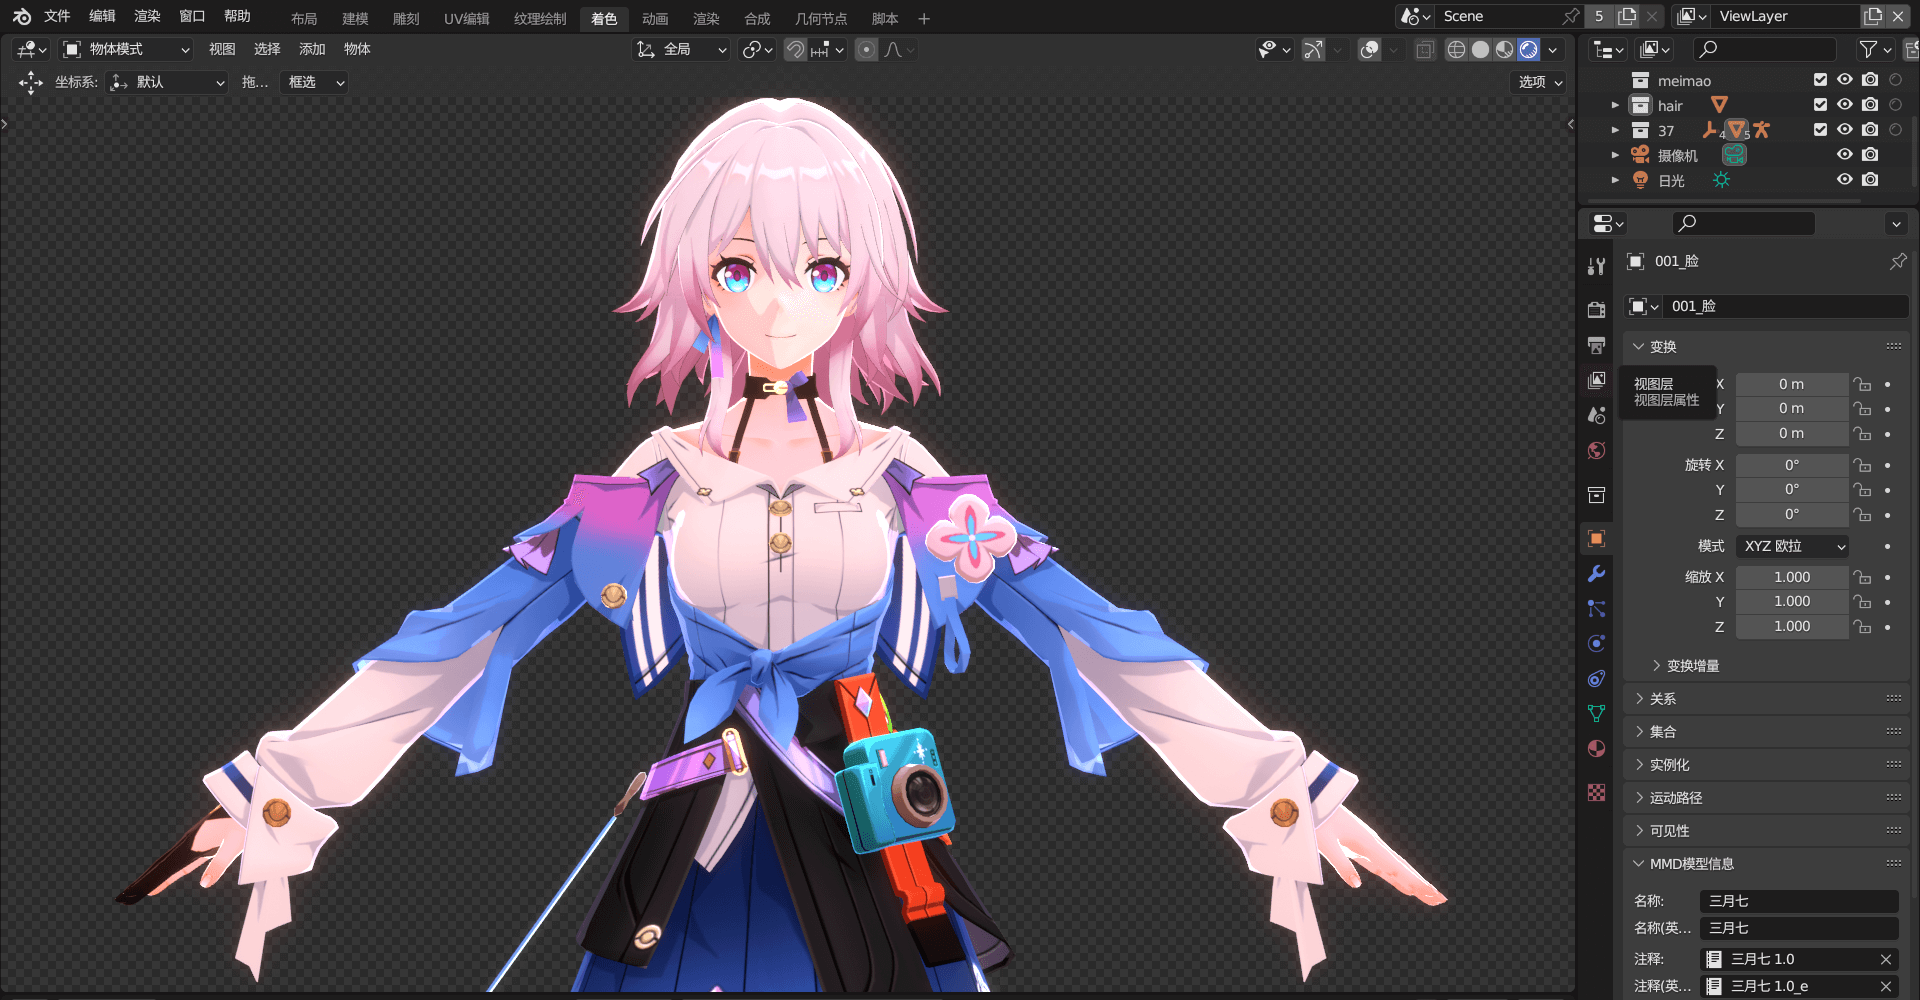 文件 编辑 渲染 窗口 帮助 布局 建模 雕刻 UV编辑 纹理绘制 着色 动画 渲染 合成 几何节点 脚本 + Scene 5 ViewLayer
物体模式 视图 选择 添加 物体 全局
坐标系: 默认 拖... 框选 选项
meimao
hair
37 4 5
摄像机
日光
001_脸
001_脸
变换
视图层
视图层属性
X 0 m
Y 0 m
Z 0 m
旋转 X 0°
Y 0°
Z 0°
模式 XYZ 欧拉
缩放 X 1.000
Y 1.000
Z 1.000
变换增量
关系
集合
实例化
运动路径
可见性
MMD模型信息
名称: 三月七
名称(英... 三月七
注释: 三月七 1.0
注释(英... 三月七 1.0_e